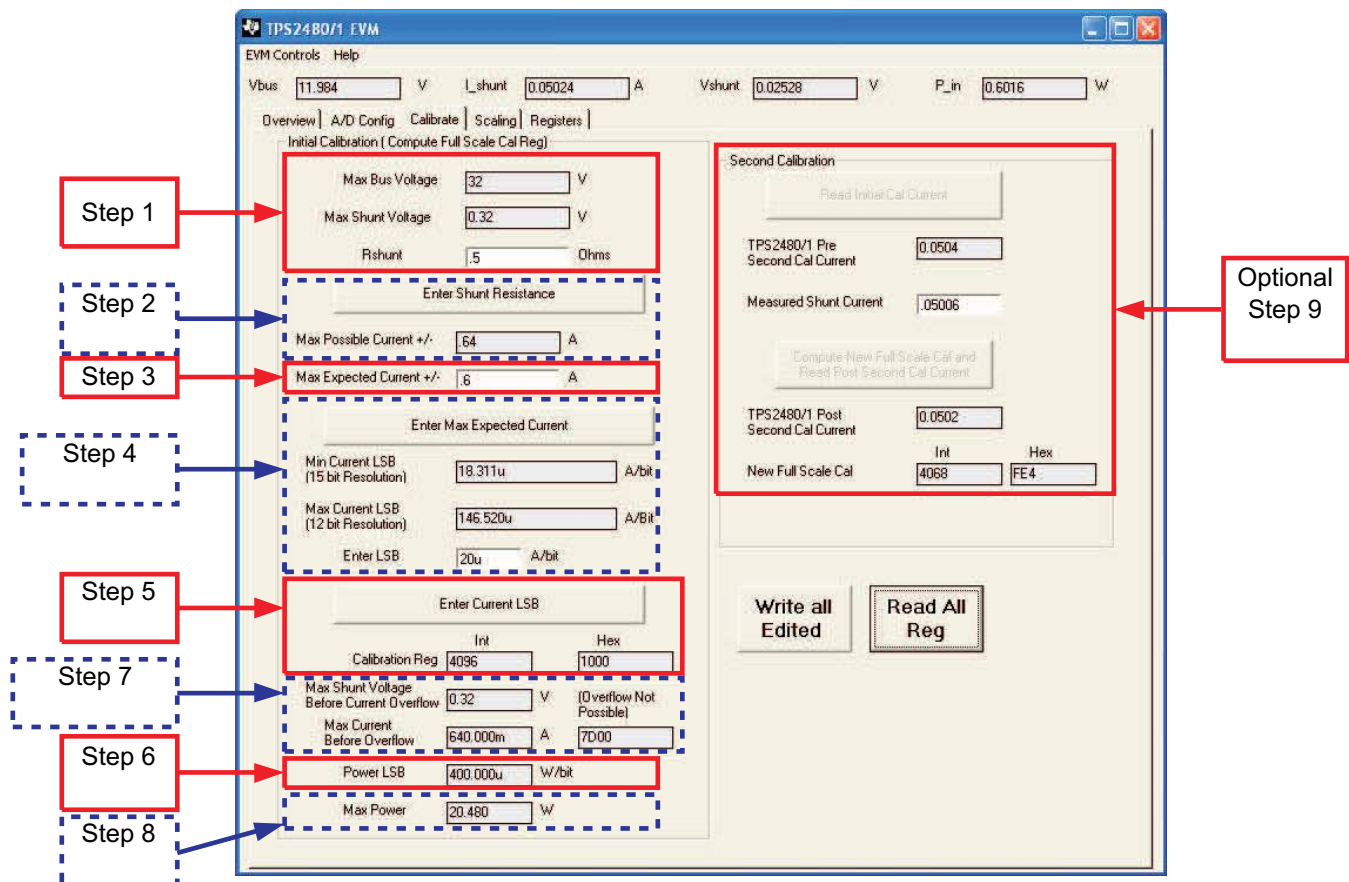 TPS2480/1 EVM
EVM Controls Help
Vbus 11.984 V I_shunt 0.05024 A Vshunt 0.02528 V P_in 0.6016 W
Overview A/D Config Calibrate Scaling Registers
Initial Calibration ( Compute Full Scale Cal Reg)
Step 1
Max Bus Voltage 32 V
Max Shunt Voltage 0.32 V
Rshunt .5 Ohms
Step 2
Enter Shunt Resistance
Max Possible Current +/- .64 A
Step 3
Max Expected Current +/- .6 A
Step 4
Enter Max Expected Current
Min Current LSB
(15 bit Resolution) 18.311u A/bit
Max Current LSB
(12 bit Resolution) 146.520u A/Bit
Enter LSB 20u A/bit
Step 5
Enter Current LSB
Int Hex
Calibration Reg 4096 1000
Step 7
Max Shunt Voltage
Before Current Overflow 0.32 V (Overflow Not
Possible)
Max Current
Before Overflow 640.000m A 7D00
Step 6
Power LSB 400.000u W/bit
Step 8
Max Power 20.480 W
Second Calibration
Read Initial Cal Current
TPS2480/1 Pre
Second Cal Current 0.0504
Measured Shunt Current .05006
Compute New Full Scale Cal and
Read Post Second Cal Current
TPS2480/1 Post
Second Cal Current 0.0502
Int Hex
New Full Scale Cal 4068 FE4
Optional
Step 9
Write all
Edited
Read All
Reg